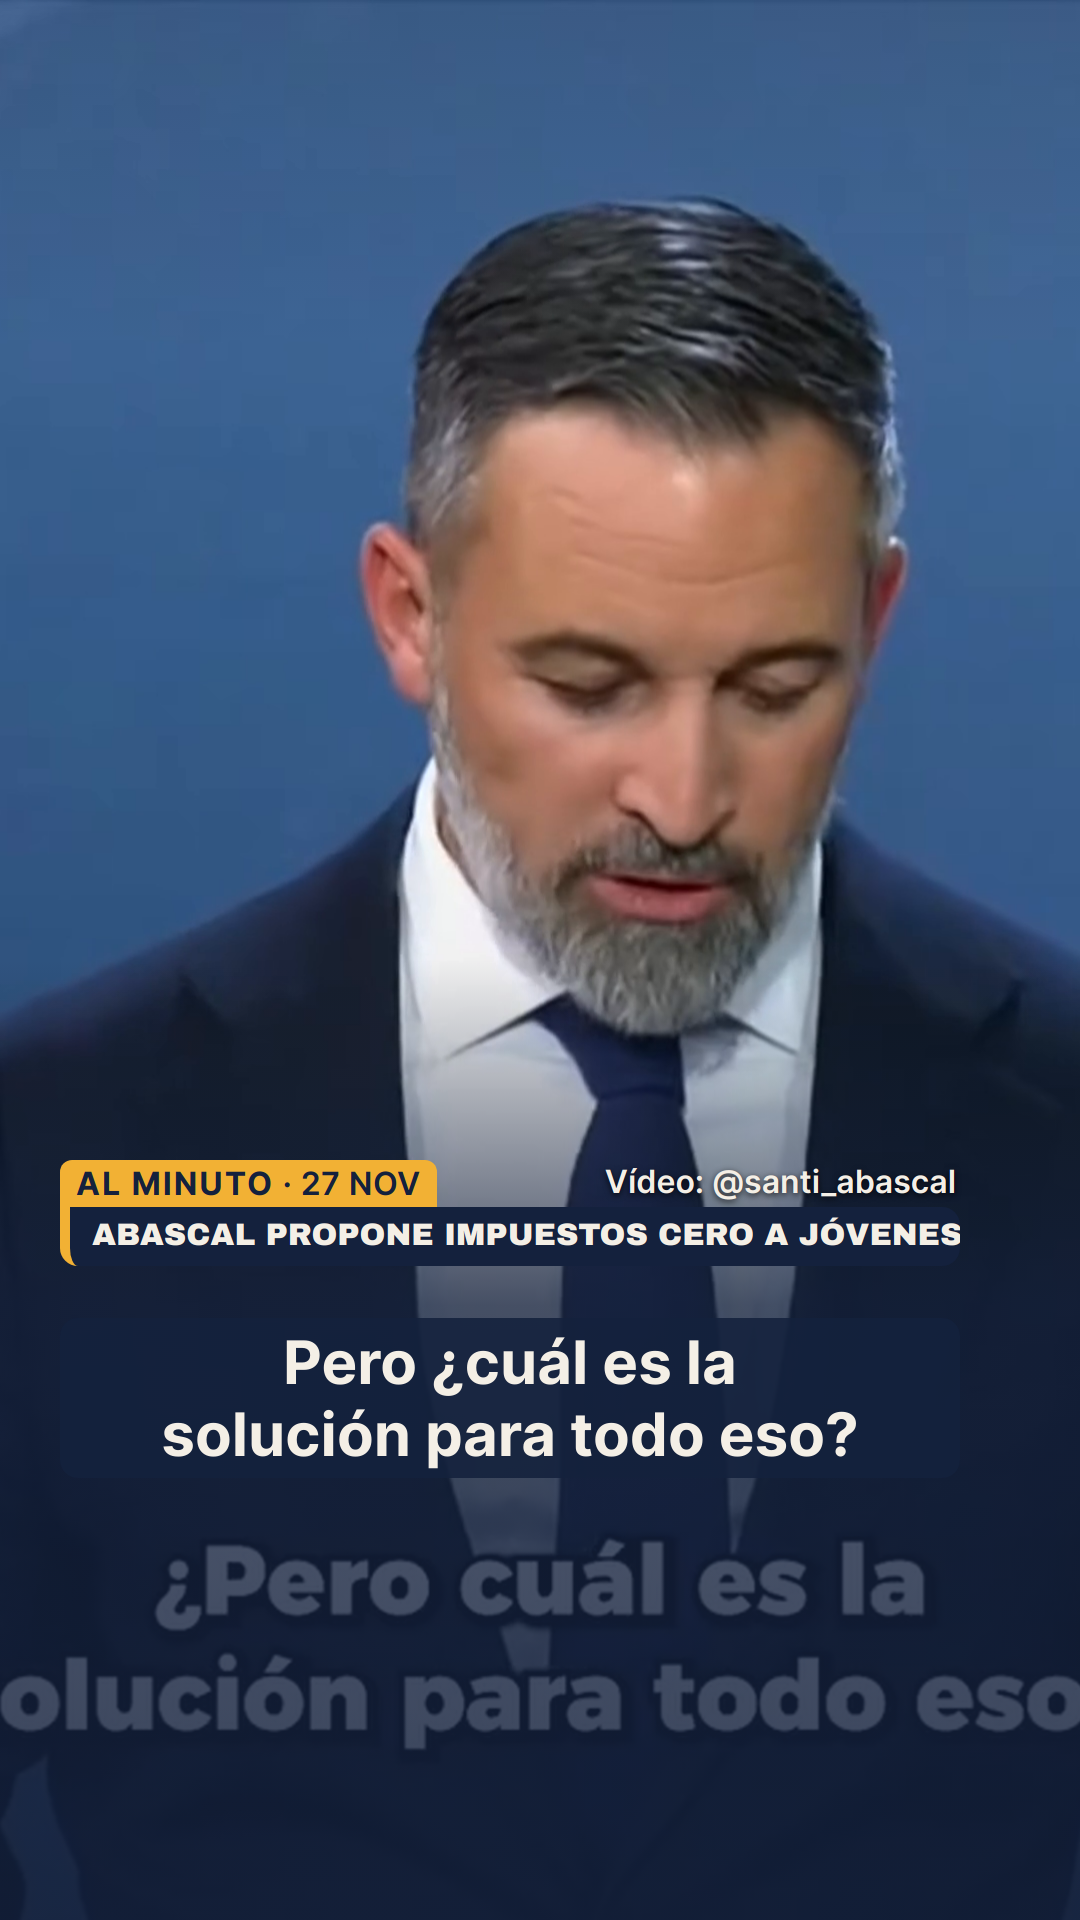 AL MINUTO · 27 NOV
Vídeo: @santi_abascal
ABASCAL PROPONE IMPUESTOS CERO A JÓVENES
Pero ¿cuál es la
solución para todo eso?
¿Pero cuál es la
olución para todo eso